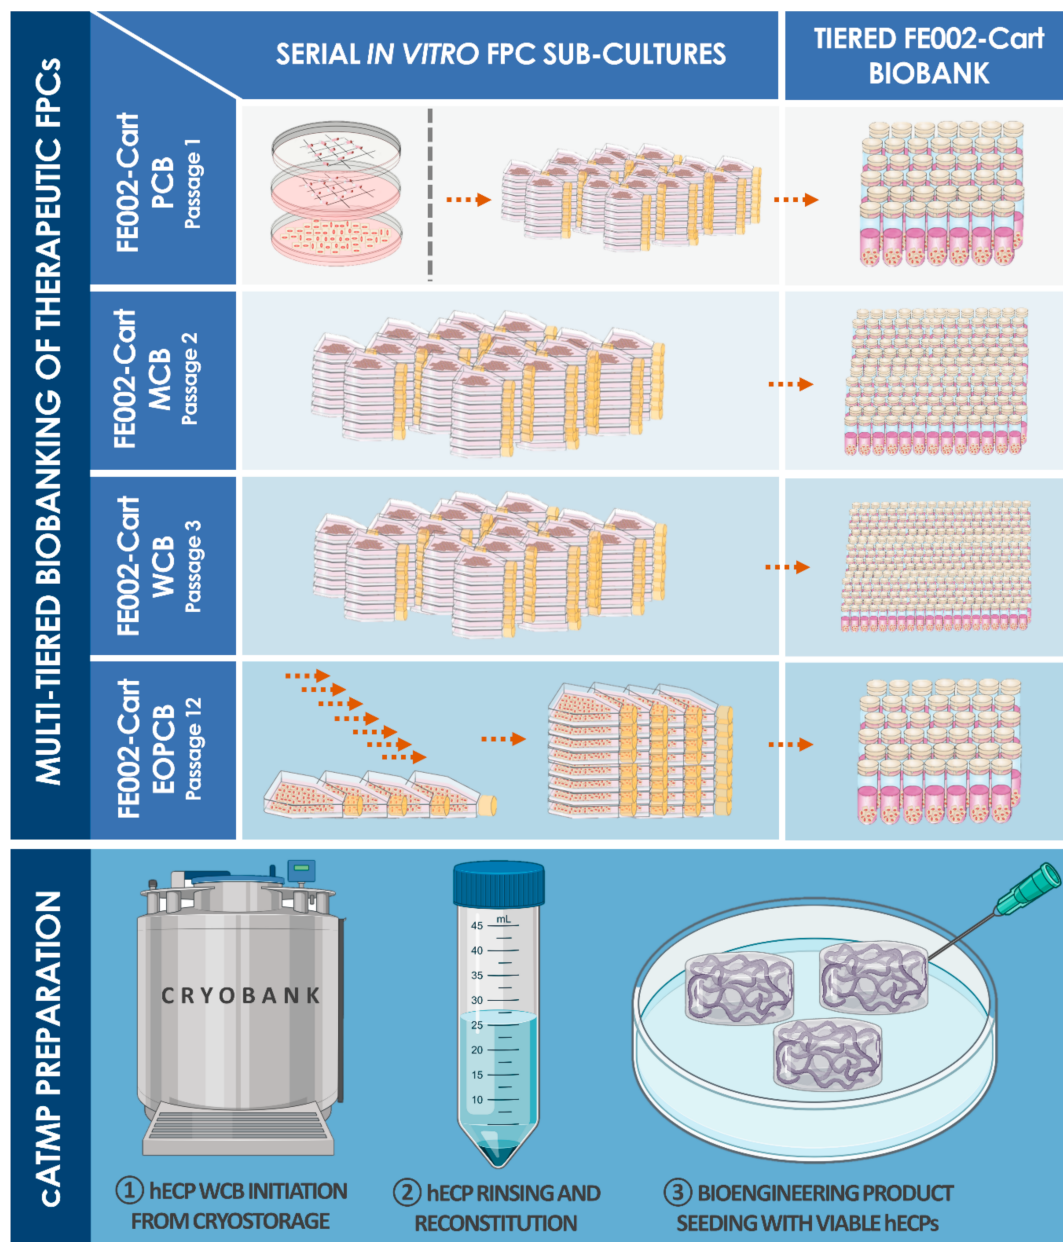 MULTI-TIERED BIOBANKING OF THERAPEUTIC FPCs
SERIAL IN VITRO FPC SUB-CULTURES
TIERED FE002-Cart
BIOBANK
FE002-Cart
PCB
Passage 1
FE002-Cart
MCB
Passage 2
FE002-Cart
WCB
Passage 3
FE002-Cart
EOPCB
Passage 12
cATMP PREPARATION
CRYOBANK
mL
45
40
35
30
25
20
15
10
1 hECP WCB INITIATION
FROM CRYOSTORAGE
2 hECP RINSING AND
RECONSTITUTION
3 BIOENGINEERING PRODUCT
SEEDING WITH VIABLE hECPs